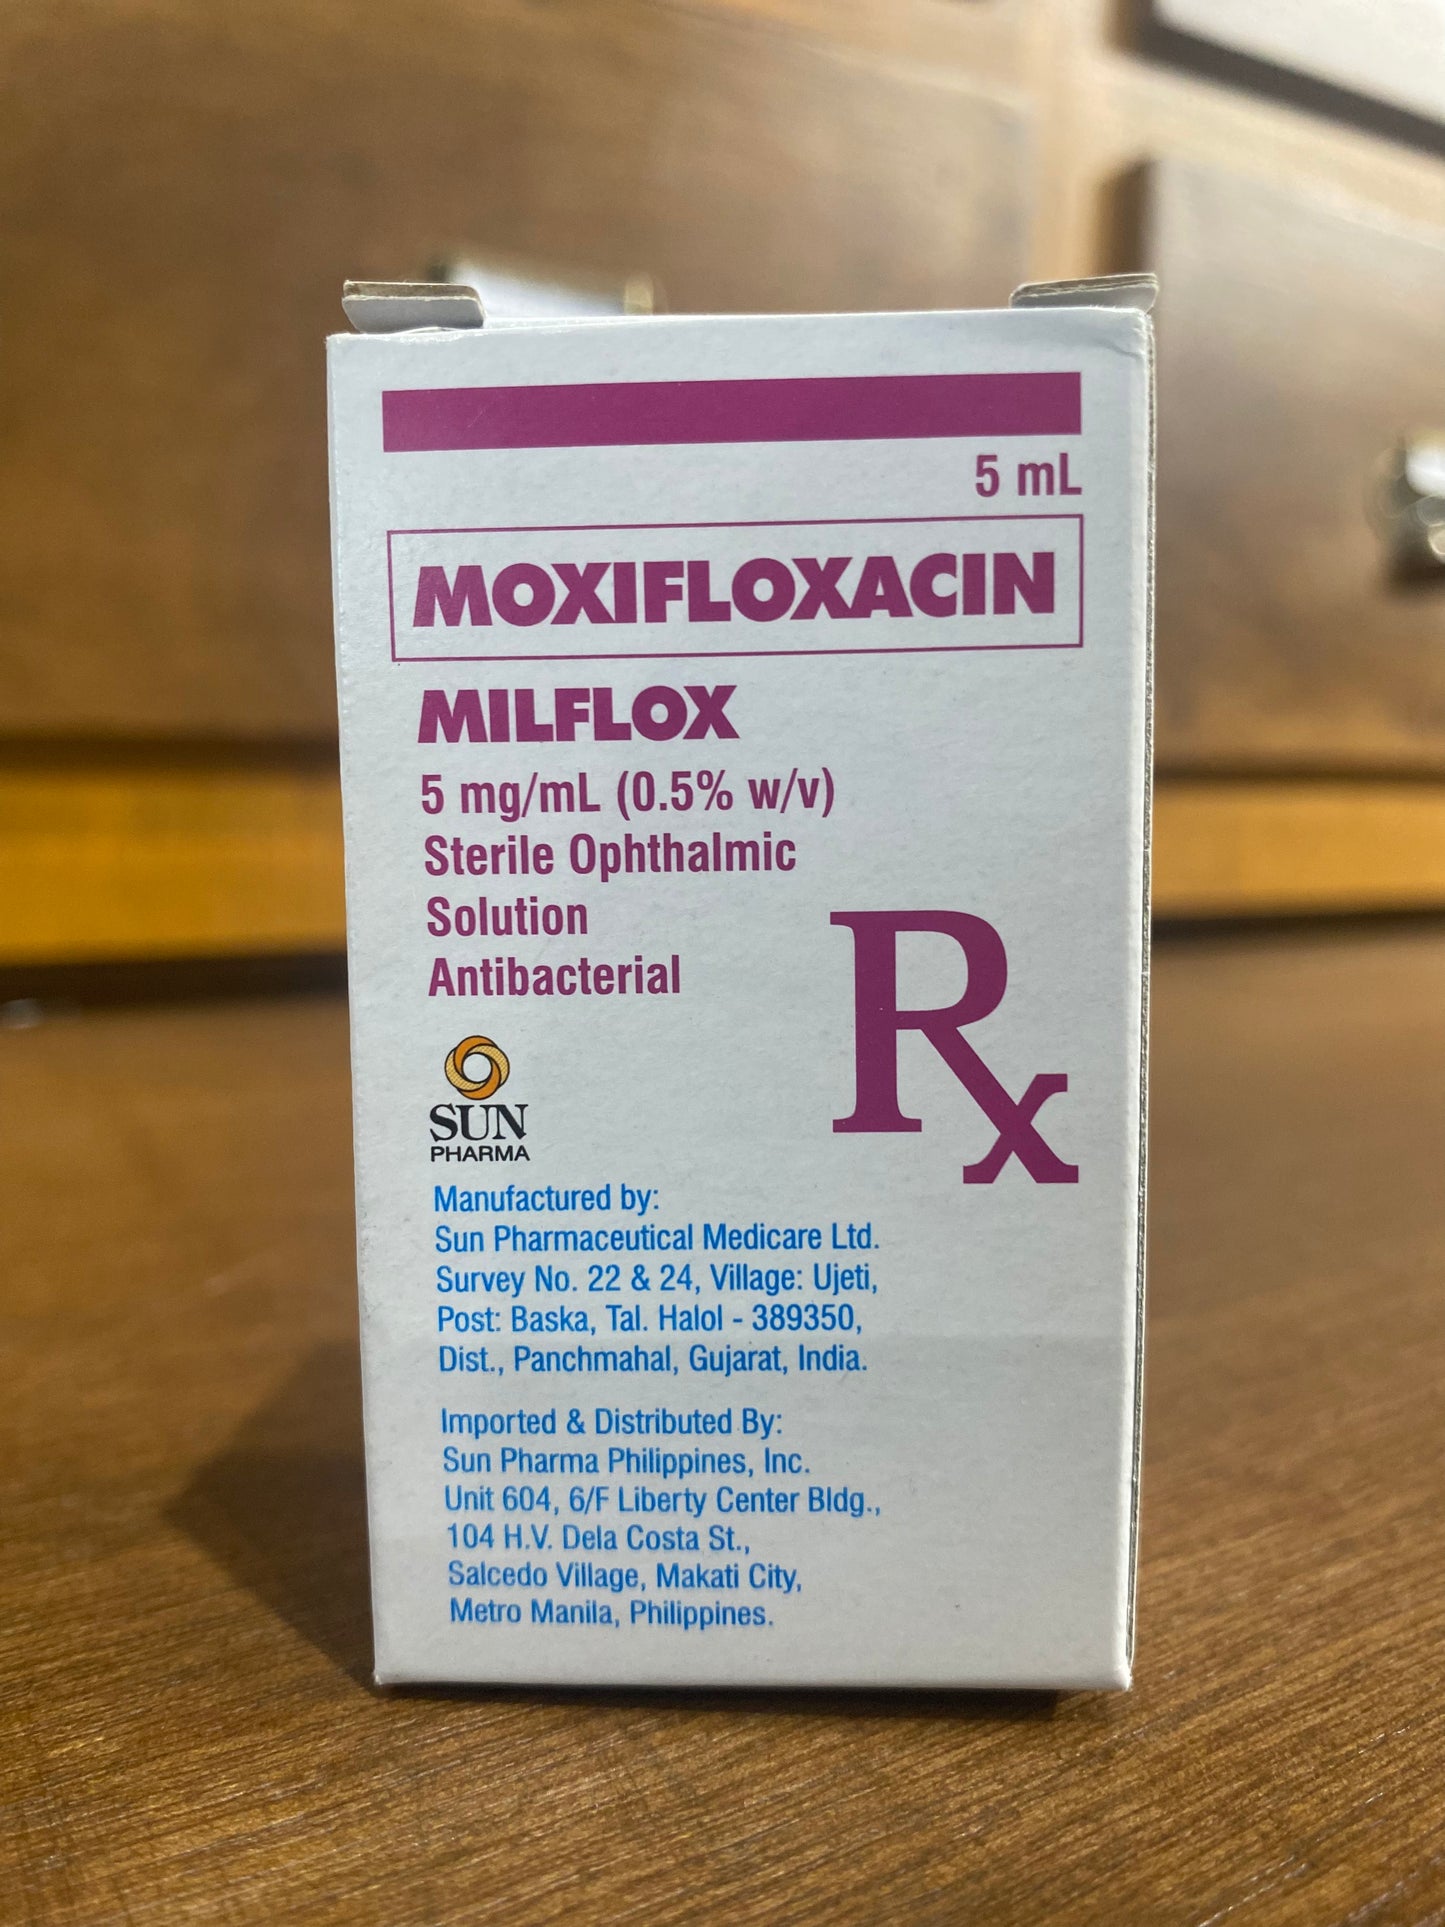 5 mL
MOXIFLOXACIN
MILFLOX
5 mg/mL (0.5% w/v)
Sterile Ophthalmic
Solution
Antibacterial
Rx
SUN
PHARMA
Manufactured by:
Sun Pharmaceutical Medicare Ltd.
Survey No. 22 & 24, Village: Ujeti,
Post: Baska, Tal. Halol - 389350,
Dist., Panchmahal, Gujarat, India.
Imported & Distributed By:
Sun Pharma Philippines, Inc.
Unit 604, 6/F Liberty Center Bldg.,
104 H.V. Dela Costa St.,
Salcedo Village, Makati City,
Metro Manila, Philippines.